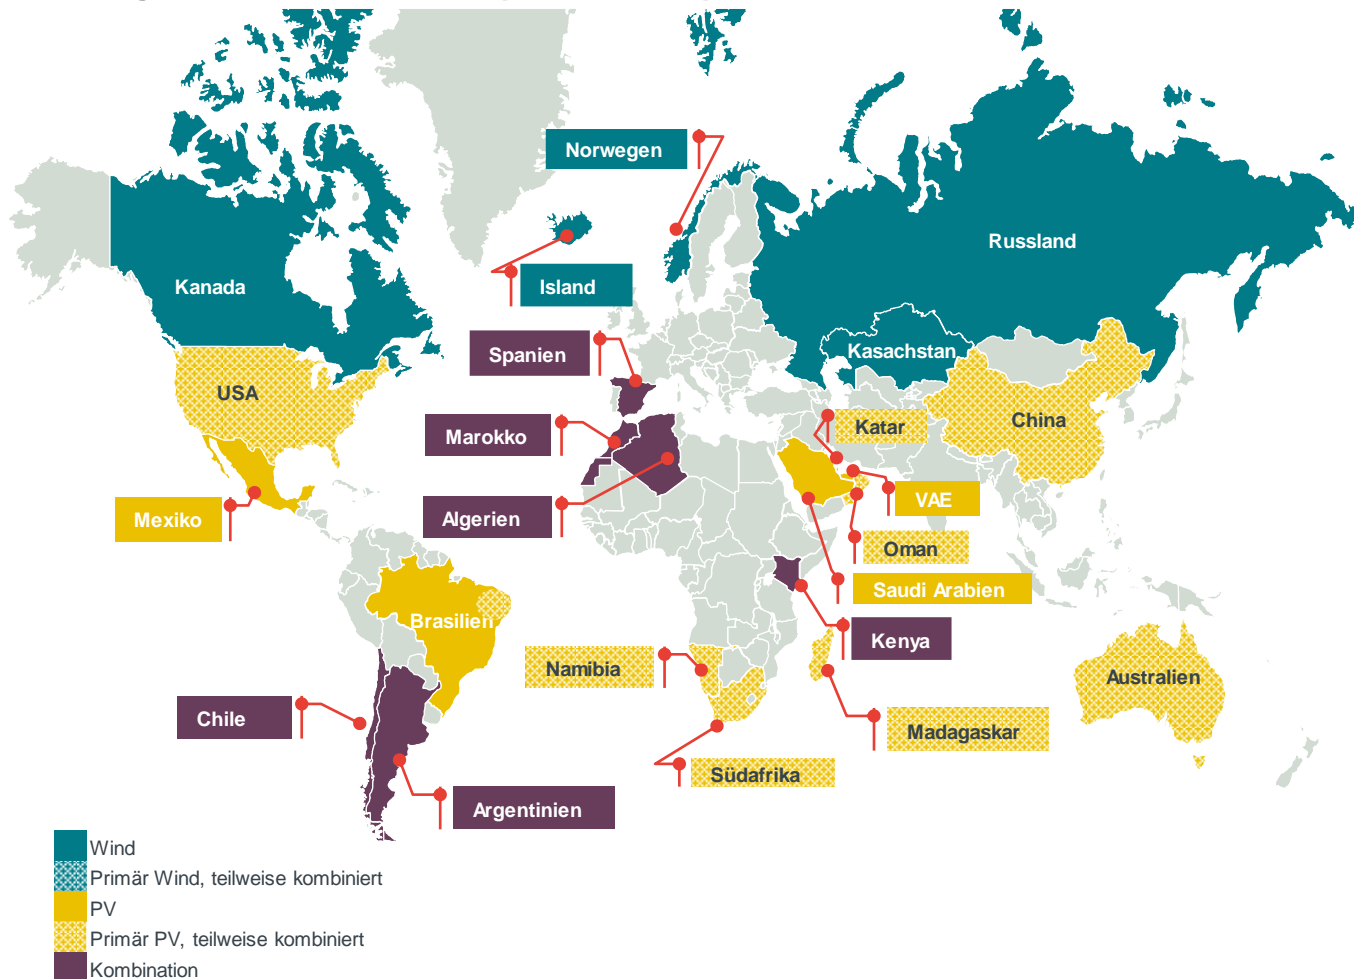 Norwegen
Russland
Kanada
Island
Spanien
Kasachstan
USA
Katar
China
Marokko
VAE
Mexiko
Algerien
Oman
Saudi Arabien
Brasilien
Kenya
Namibia
Australien
Chile
Madagaskar
Südafrika
Argentinien
Wind
Primär Wind, teilweise kombiniert
PV
Primär PV, teilweise kombiniert
Kombination